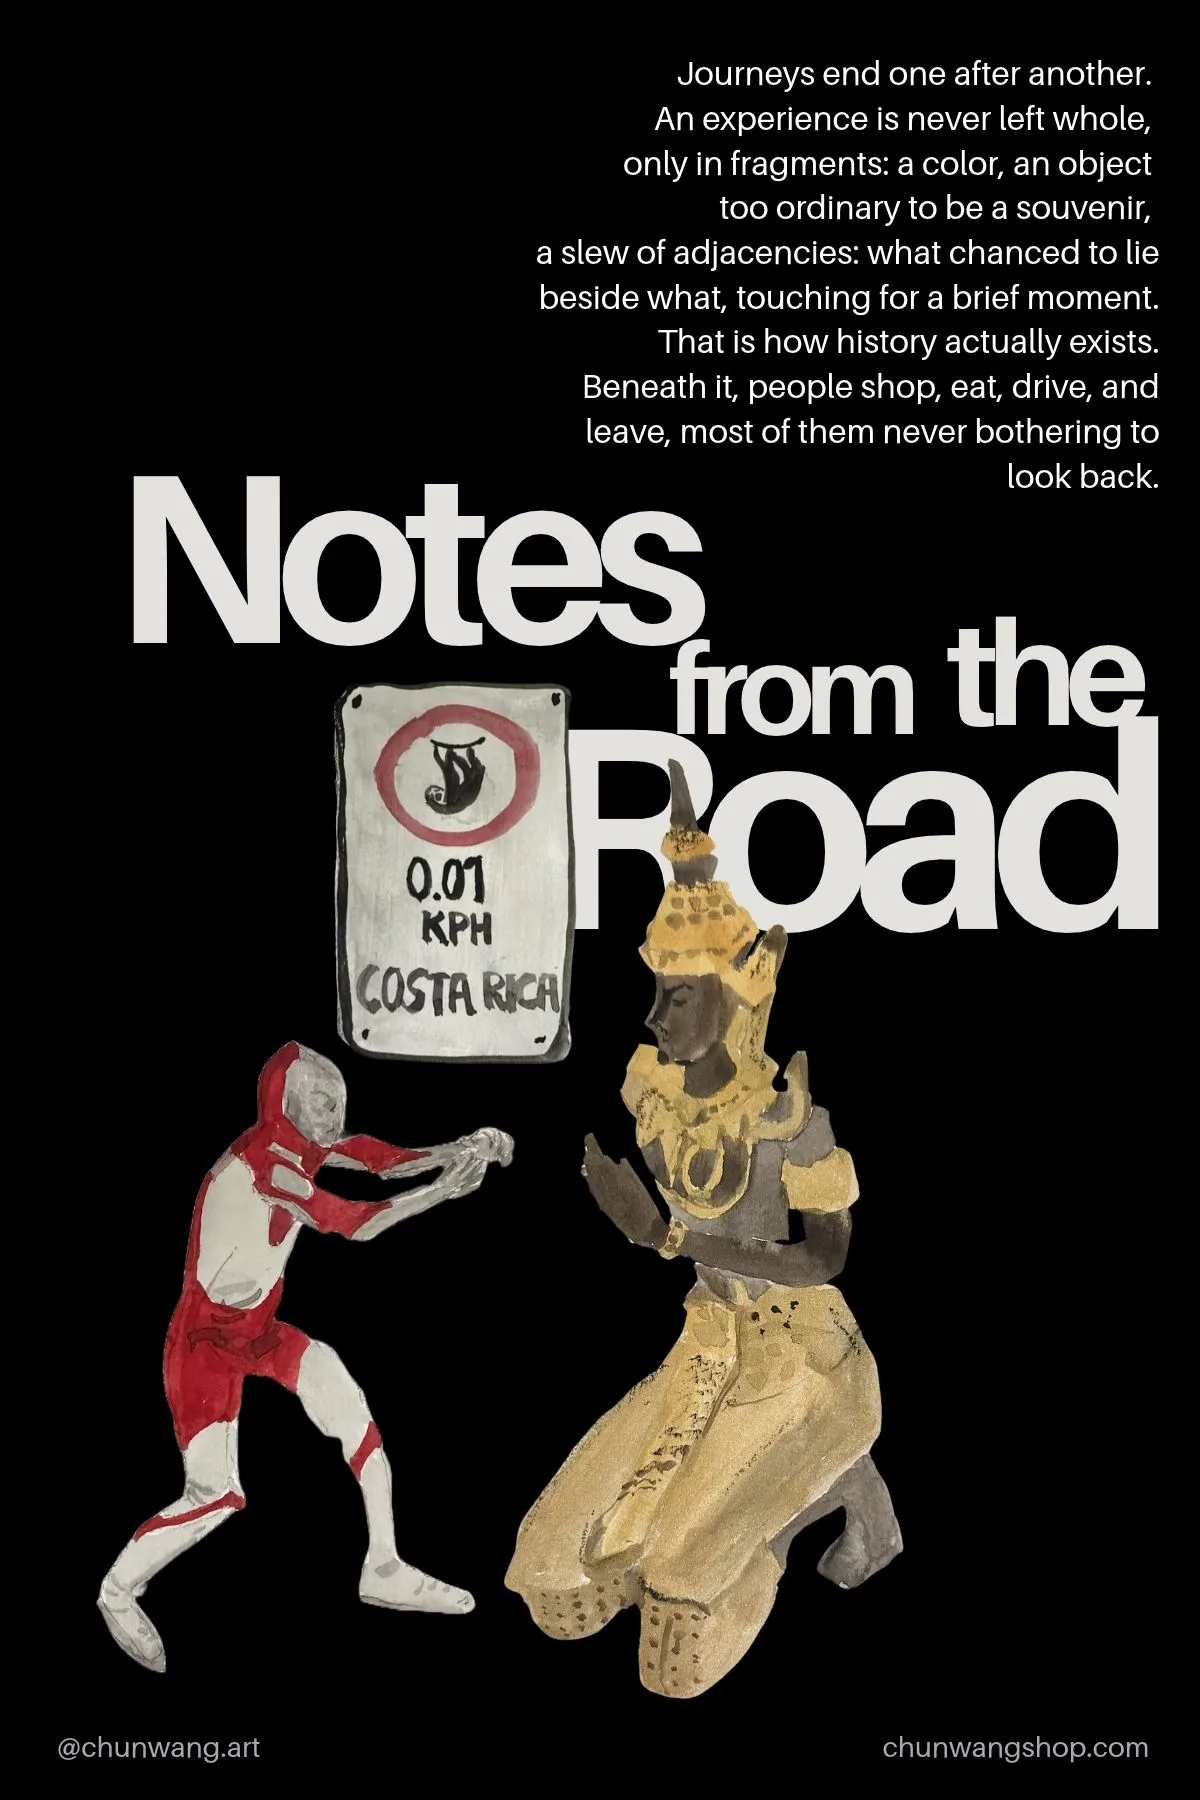 Journeys end one after another.
An experience is never left whole,
only in fragments: a color, an object
too ordinary to be a souvenir,
a slew of adjacencies: what chanced to lie
beside what, touching for a brief moment.
That is how history actually exists.
Beneath it, people shop, eat, drive, and
leave, most of them never bothering to
look back.
Notes
from the
Road
0.01
KPH
COSTA RICA
@chunwang.art
chunwangshop.com